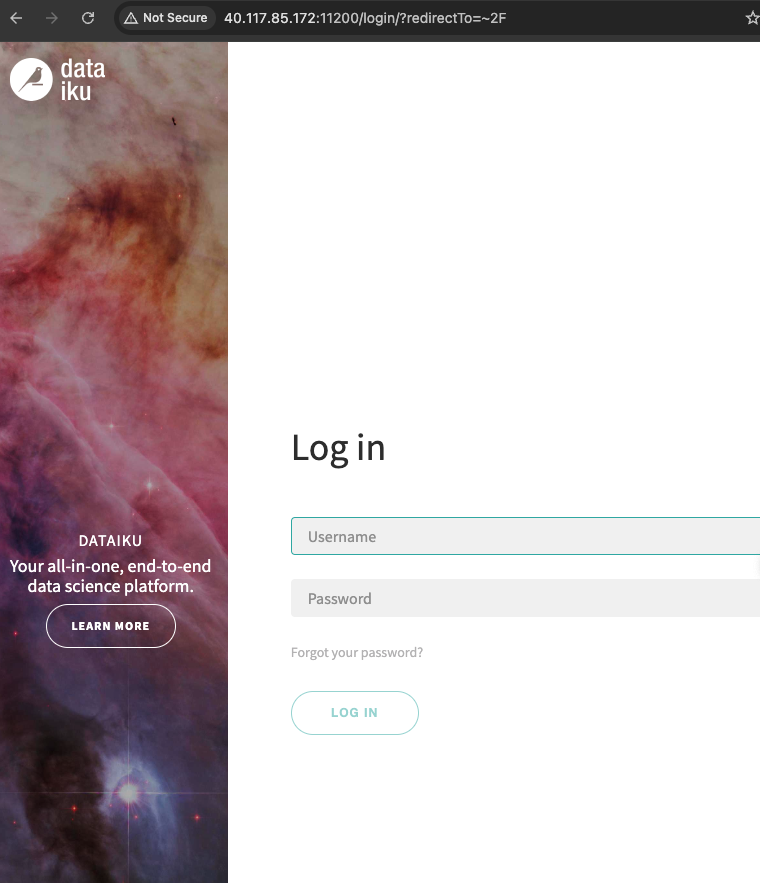 Not Secure 40.117.85.172:11200/login/?redirectTo=~2F
data
iku
Log in
Username
Password
Forgot your password?
LOG IN
DATAIKU
Your all-in-one, end-to-end
data science platform.
LEARN MORE